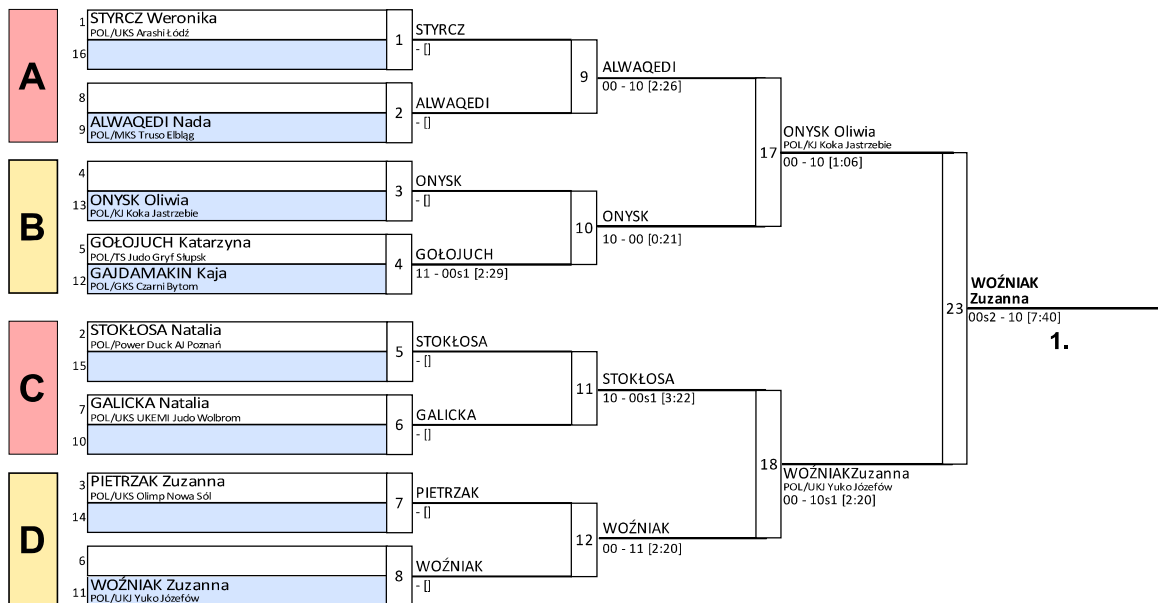 A
1 STYRCZ Weronika
POL/UKS Arashi Łódź
16
1
STYRCZ
- []
8
9 ALWAQEDI Nada
POL/MKS Truso Elbląg
2
ALWAQEDI
- []
9
ALWAQEDI
00 - 10 [2:26]
B
4
13 ONYSK Oliwia
POL/KJ Koka Jastrzebie
3
ONYSK
- []
5 GOŁOJUCH Katarzyna
POL/TS Judo Gryf Słupsk
12 GAJDAMAKIN Kaja
POL/GKS Czarni Bytom
4
GOŁOJUCH
11 - 00s1 [2:29]
10
ONYSK
10 - 00 [0:21]
17
ONYSK Oliwia
POL/KJ Koka Jastrzebie
00 - 10 [1:06]
C
2 STOKŁOSA Natalia
POL/Power Duck AJ Poznań
15
5
STOKŁOSA
- []
7 GALICKA Natalia
POL/UKS UKEMI Judo Wolbrom
10
6
GALICKA
- []
11
STOKŁOSA
10 - 00s1 [3:22]
D
3 PIETRZAK Zuzanna
POL/UKS Olimp Nowa Sól
14
7
PIETRZAK
- []
6
11 WOŹNIAK Zuzanna
POL/UKJ Yuko Józefów
8
WOŹNIAK
- []
12
WOŹNIAK
00 - 11 [2:20]
18
WOŹNIAKZuzanna
POL/UKJ Yuko Józefów
00 - 10s1 [2:20]
23
WOŹNIAK
Zuzanna
00s2 - 10 [7:40]
1.